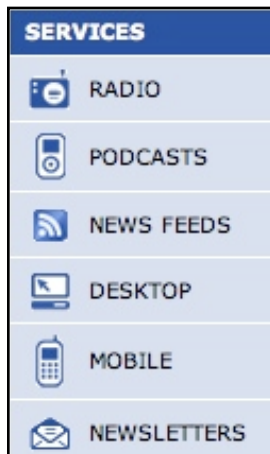 SERVICES
RADIO
PODCASTS
NEWS FEEDS
DESKTOP
MOBILE
NEWSLETTERS